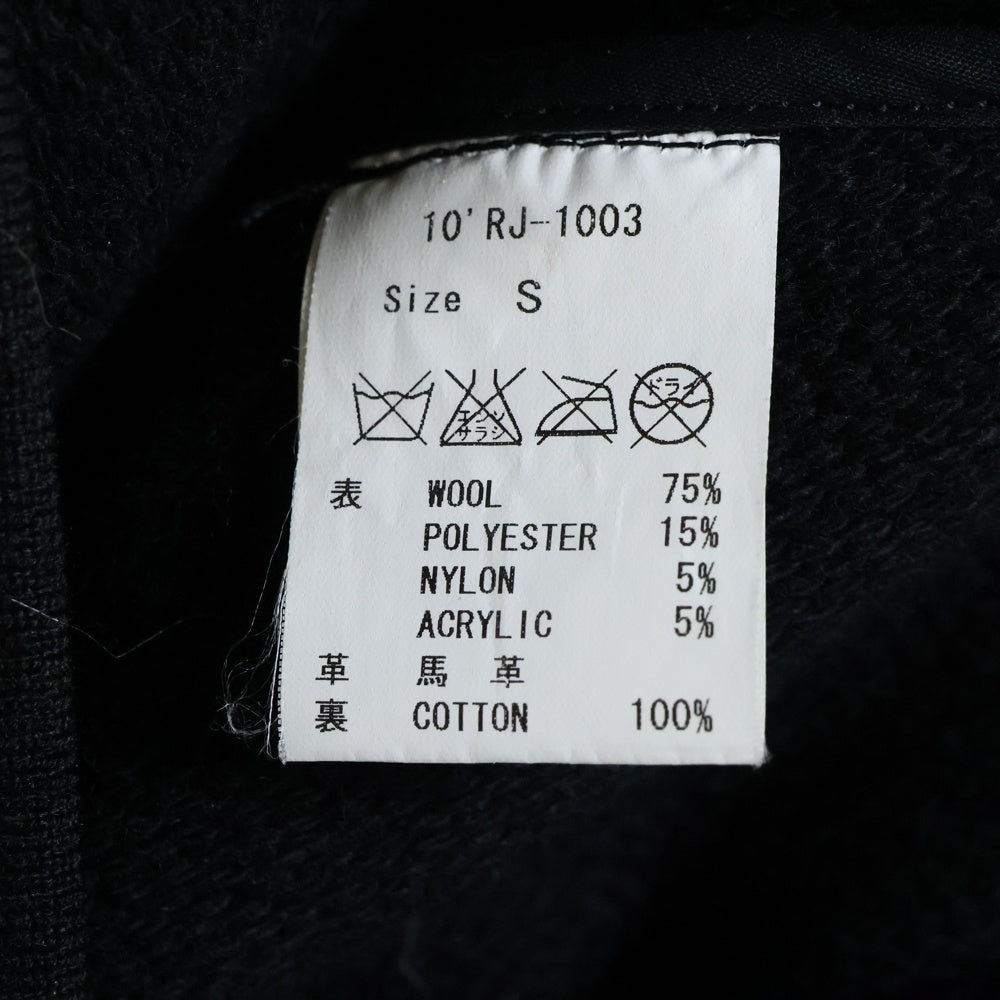 10' RJ-1003
Size S
エンソ
サラシ
ドライ
表 WOOL 75%
POLYESTER 15%
NYLON 5%
ACRYLIC 5%
革 馬 革
裏 COTTON 100%